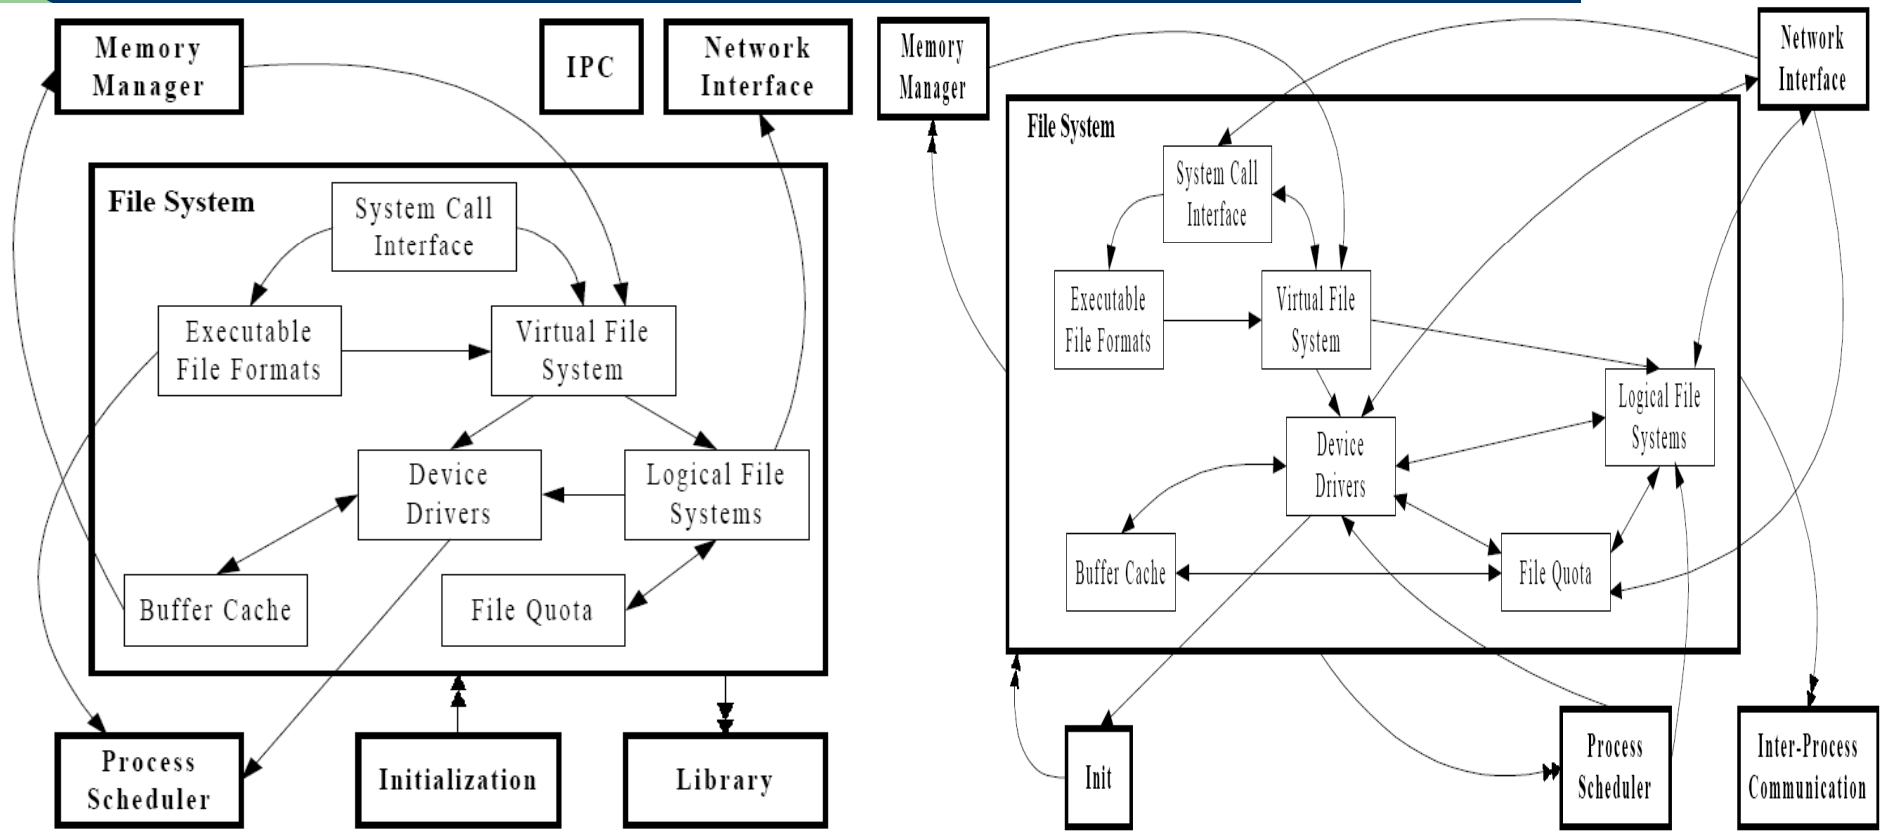 Memory
Manager
IPC
Network
Interface
File System
System Call
Interface
Executable
File Formats
Virtual File
System
Device
Drivers
Logical File
Systems
Buffer Cache
File Quota
Process
Scheduler
Initialization
Library
Memory
Manager
Network
Interface
File System
System Call
Interface
Executable
File Formats
Virtual File
System
Logical File
Systems
Device
Drivers
Buffer Cache
File Quota
Init
Process
Scheduler
Inter-Process
Communication